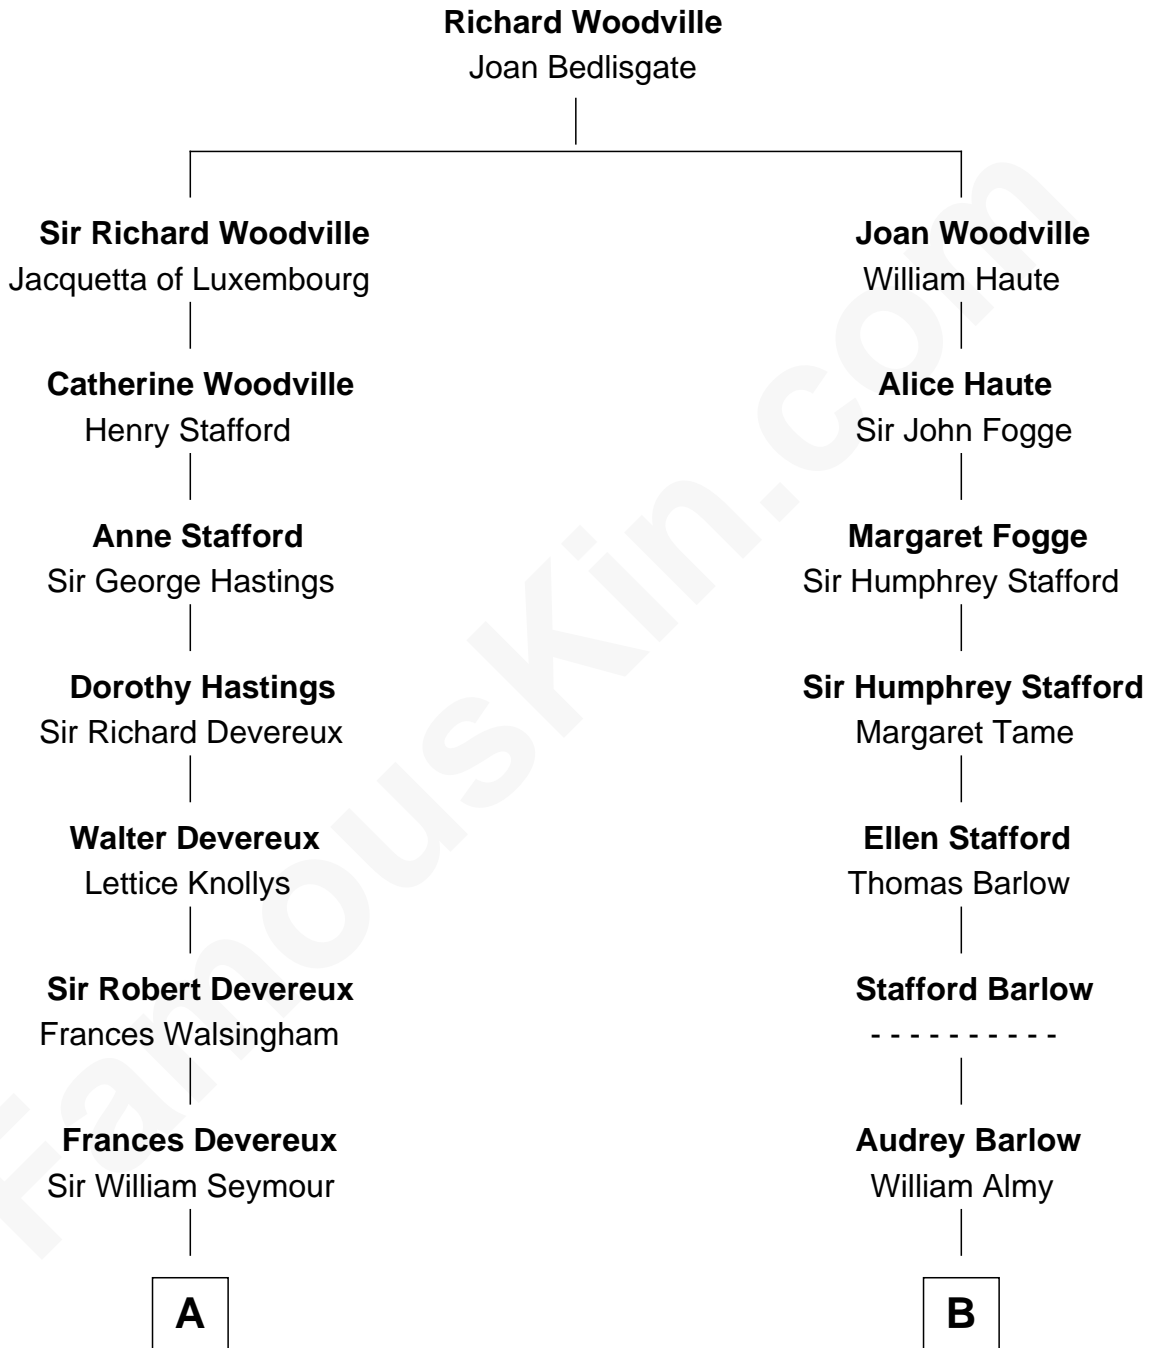 Richard Woodville
Joan Bedlisgate
Sir Richard Woodville
Jacquetta of Luxembourg
Catherine Woodville
Henry Stafford
Anne Stafford
Sir George Hastings
Dorothy Hastings
Sir Richard Devereux
Walter Devereux
Lettice Knollys
Sir Robert Devereux
Frances Walsingham
Frances Devereux
Sir William Seymour
A
Joan Woodville
William Haute
Alice Haute
Sir John Fogge
Margaret Fogge
Sir Humphrey Stafford
Sir Humphrey Stafford
Margaret Tame
Ellen Stafford
Thomas Barlow
Stafford Barlow
- - - - - - - - - -
Audrey Barlow
William Almy
B
FamousKin.com